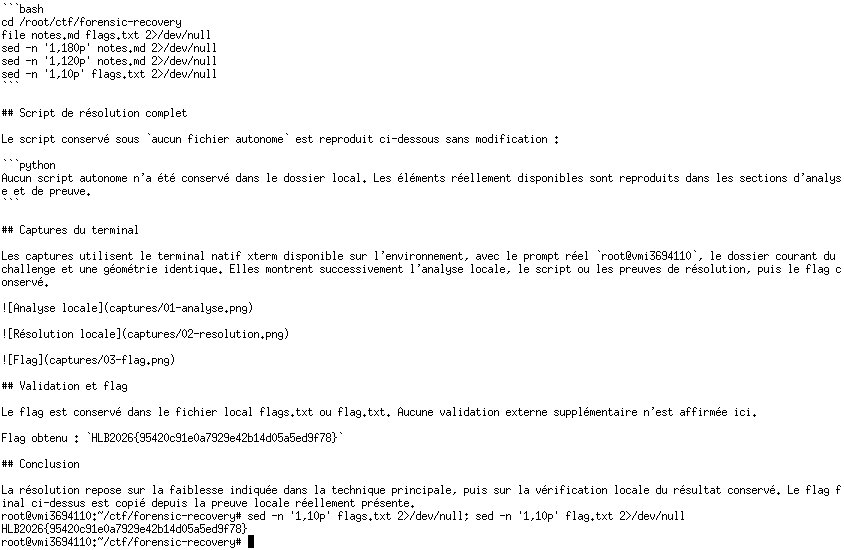 ```bash
cd /root/ctf/forensic-recovery
file notes.md flags.txt 2>/dev/null
sed -n '1,180p' notes.md 2>/dev/null
sed -n '1,120p' notes.md 2>/dev/null
sed -n '1,10p' flags.txt 2>/dev/null
```

## Script de résolution complet

Le script conservé sous `aucun fichier autonome` est reproduit ci-dessous sans modification :

```python
Aucun script autonome n’a été conservé dans le dossier local. Les éléments réellement disponibles sont reproduits dans les sections d’analys
e et de preuve.
```

## Captures du terminal

Les captures utilisent le terminal natif xterm disponible sur l’environnement, avec le prompt réel `root@vmi3694110`, le dossier courant du
challenge et une géométrie identique. Elles montrent successivement l’analyse locale, le script ou les preuves de résolution, puis le flag c
onservé.

![Analyse locale](captures/01-analyse.png)

![Résolution locale](captures/02-resolution.png)

![Flag](captures/03-flag.png)

## Validation et flag

Le flag est conservé dans le fichier local flags.txt ou flag.txt. Aucune validation externe supplémentaire n’est affirmée ici.

Flag obtenu : `HLB2026{95420c91e0a7929e42b14d05a5ed9f78}`

## Conclusion

La résolution repose sur la faiblesse indiquée dans la technique principale, puis sur la vérification locale du résultat conservé. Le flag f
inal ci-dessus est copié depuis la preuve locale réellement présente.
root@vmi3694110:~/ctf/forensic-recovery# sed -n '1,10p' flags.txt 2>/dev/null; sed -n '1,10p' flag.txt 2>/dev/null
HLB2026{95420c91e0a7929e42b14d05a5ed9f78}
root@vmi3694110:~/ctf/forensic-recovery#